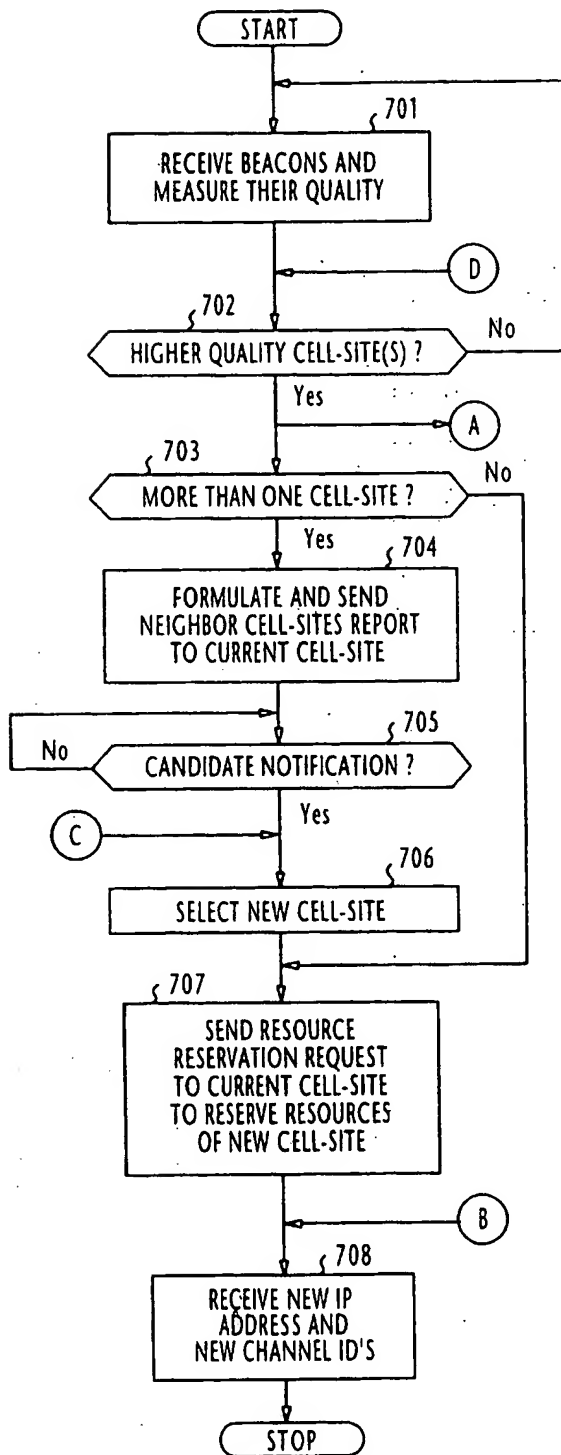 START
701
RECEIVE BEACONS AND
MEASURE THEIR QUALITY
D
702
HIGHER QUALITY CELL-SITE(S) ?
No
Yes
A
703
MORE THAN ONE CELL-SITE ?
No
Yes
704
FORMULATE AND SEND
NEIGHBOR CELL-SITES REPORT
TO CURRENT CELL-SITE
705
No
CANDIDATE NOTIFICATION ?
Yes
C
706
SELECT NEW CELL-SITE
707
SEND RESOURCE
RESERVATION REQUEST
TO CURRENT CELL-SITE
TO RESERVE RESOURCES
OF NEW CELL-SITE
B
708
RECEIVE NEW IP
ADDRESS AND
NEW CHANNEL ID'S
STOP